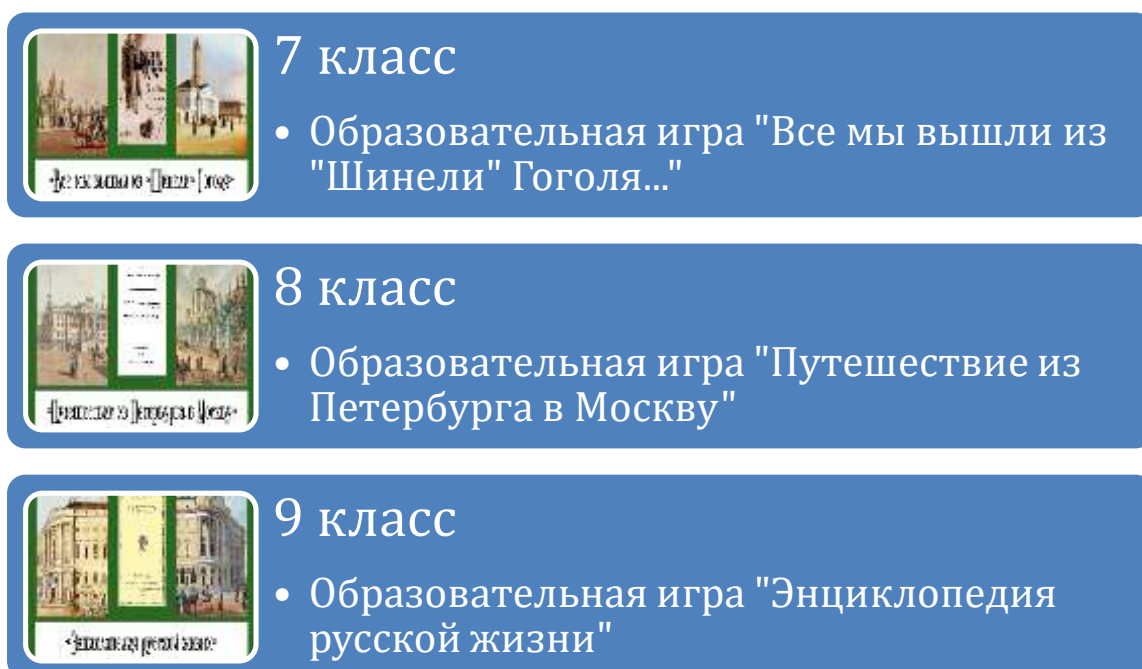 7 класс
• Образовательная игра "Все мы вышли из
"Шинели" Гоголя..."
8 класс
• Образовательная игра "Путешествие из
Петербурга в Москву"
9 класс
• Образовательная игра "Энциклопедия
русской жизни"